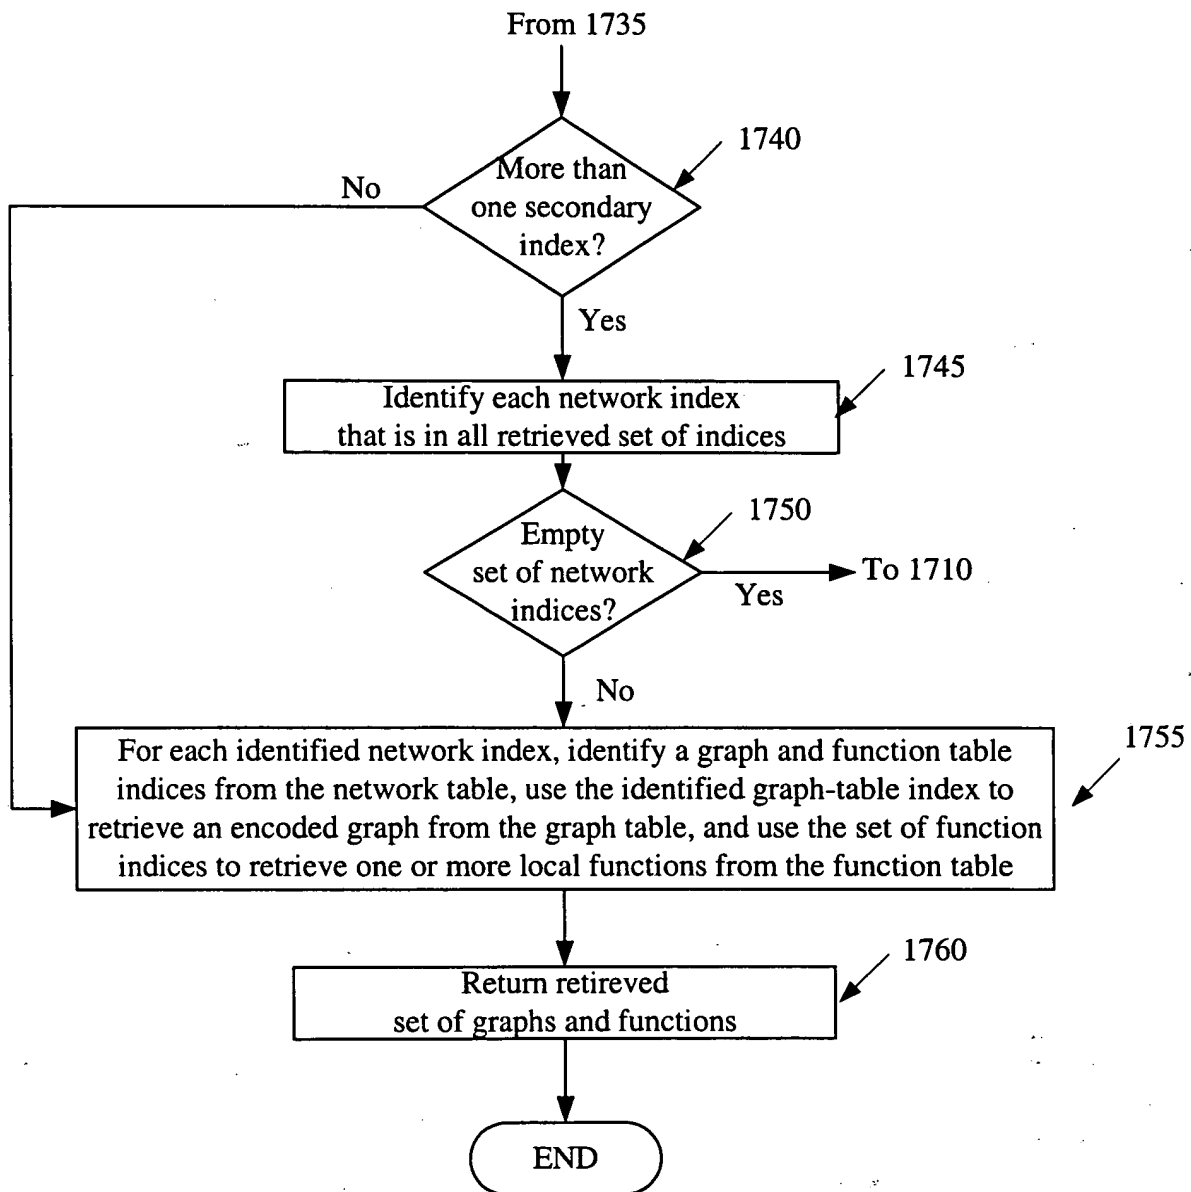 From 1735
1740
More than
one secondary
index?
No
Yes
1745
Identify each network index
that is in all retrieved set of indices
1750
Empty
set of network
indices?
To 1710
Yes
No
1755
For each identified network index, identify a graph and function table
indices from the network table, use the identified graph-table index to
retrieve an encoded graph from the graph table, and use the set of function
indices to retrieve one or more local functions from the function table
1760
Return retireved
set of graphs and functions
END